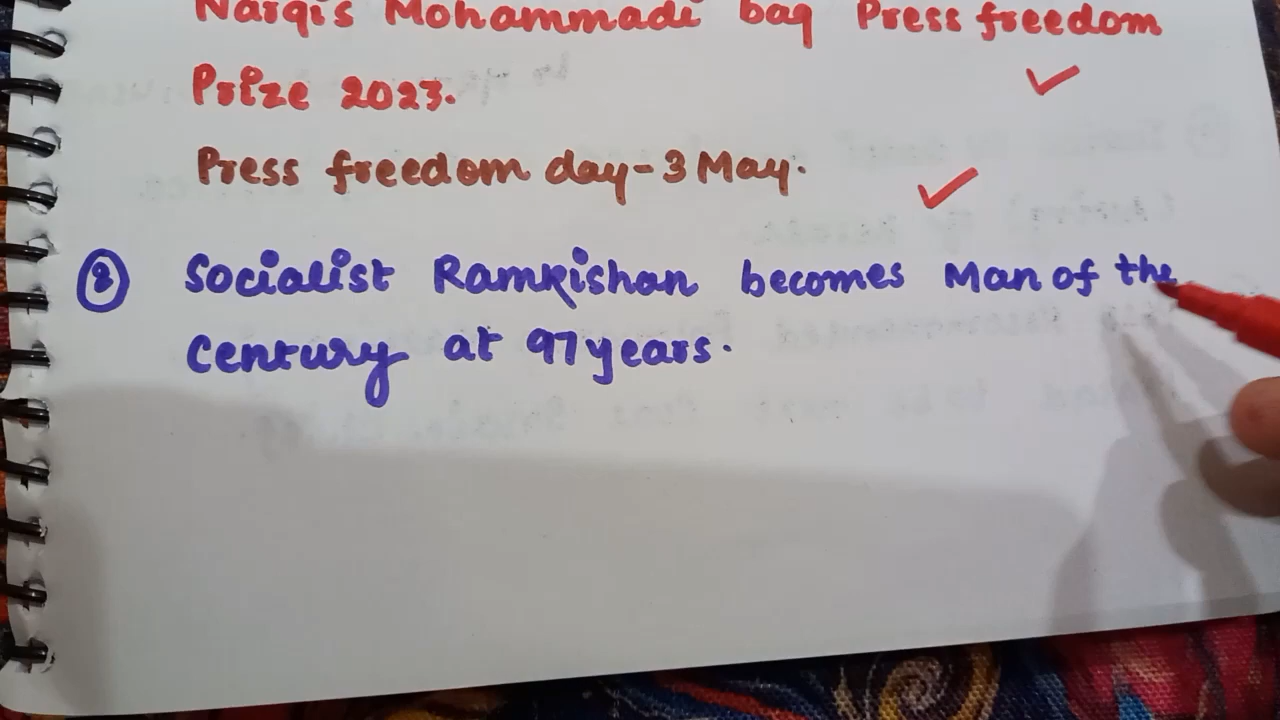 Nargis Mohammadi bag Press freedom
Prize 2023.
Press freedom day-3 May.
8 Socialist Ramkishan becomes Man of the
Century at 97 years.